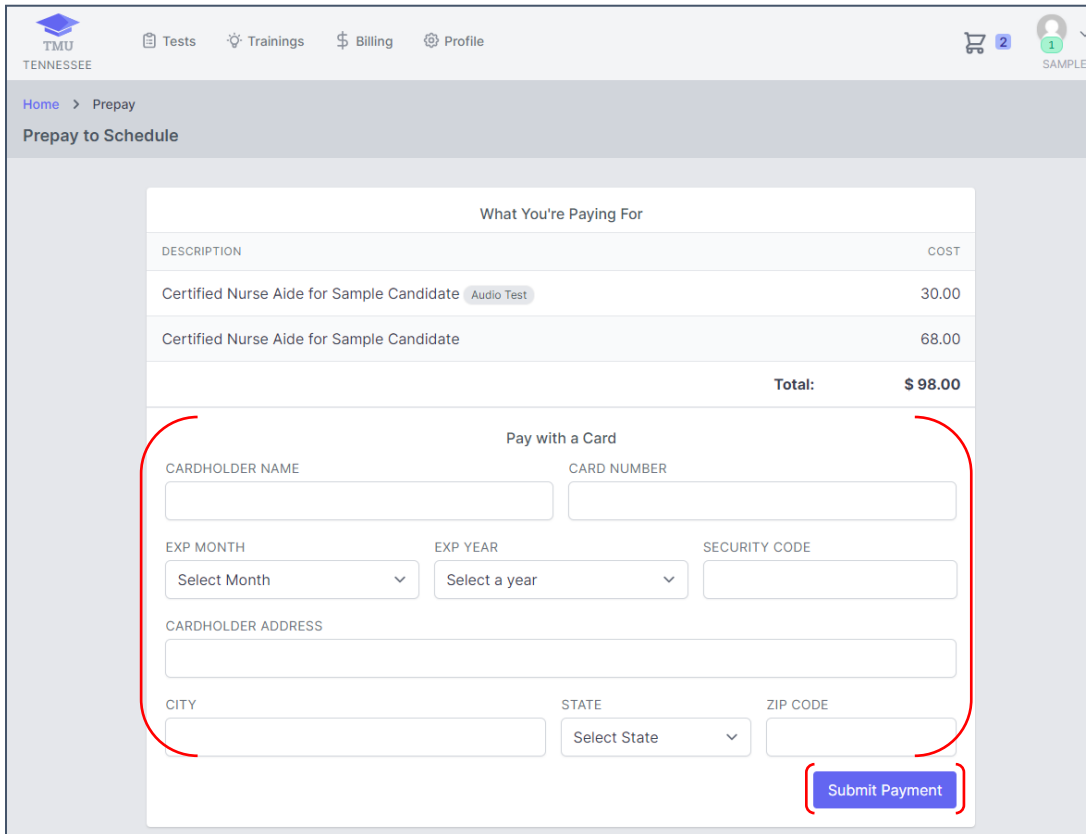 TMU
TENNESSEE
Tests Trainings $ Billing Profile
2
1
SAMPLE
Home > Prepay
Prepay to Schedule
What You're Paying For
DESCRIPTION COST
Certified Nurse Aide for Sample Candidate Audio Test 30.00
Certified Nurse Aide for Sample Candidate 68.00
Total: $ 98.00
Pay with a Card
CARDHOLDER NAME CARD NUMBER
EXP MONTH EXP YEAR SECURITY CODE
Select Month Select a year
CARDHOLDER ADDRESS
CITY STATE ZIP CODE
Select State
Submit Payment